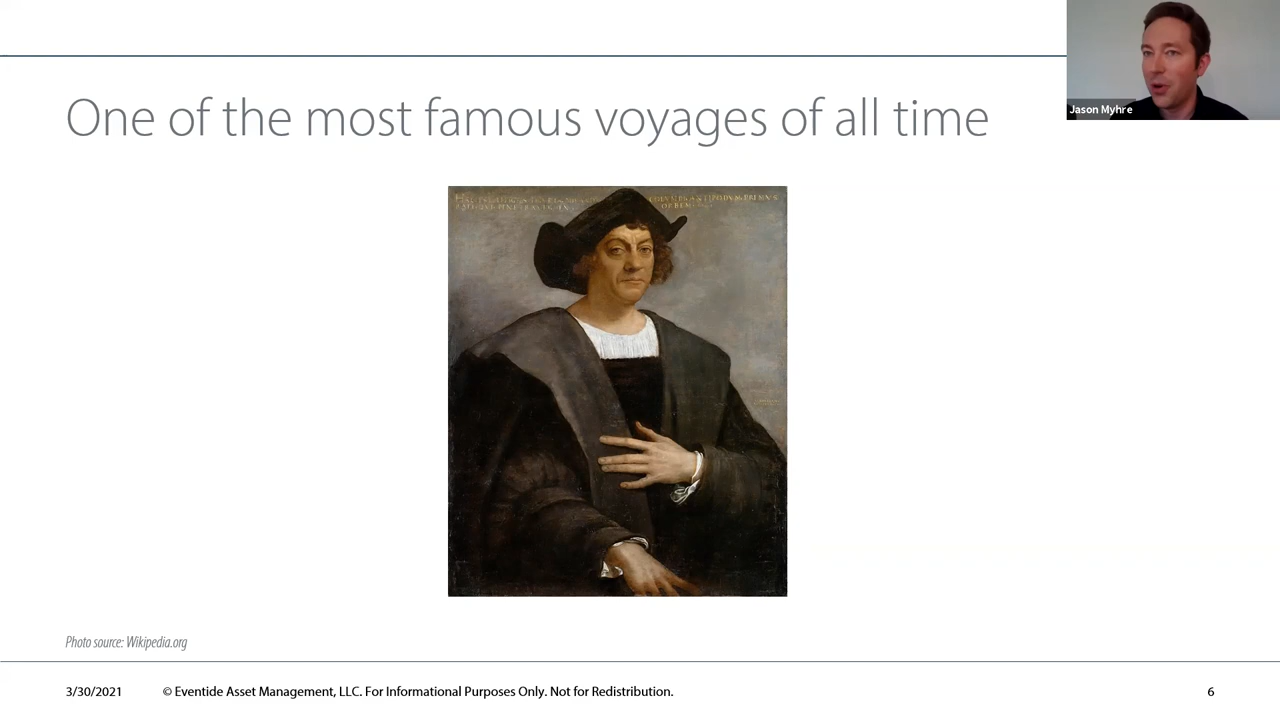 One of the most famous voyages of all time
Jason Myhre
Photo source: Wikipedia.org
3/30/2021
© Eventide Asset Management, LLC. For Informational Purposes Only. Not for Redistribution.
6